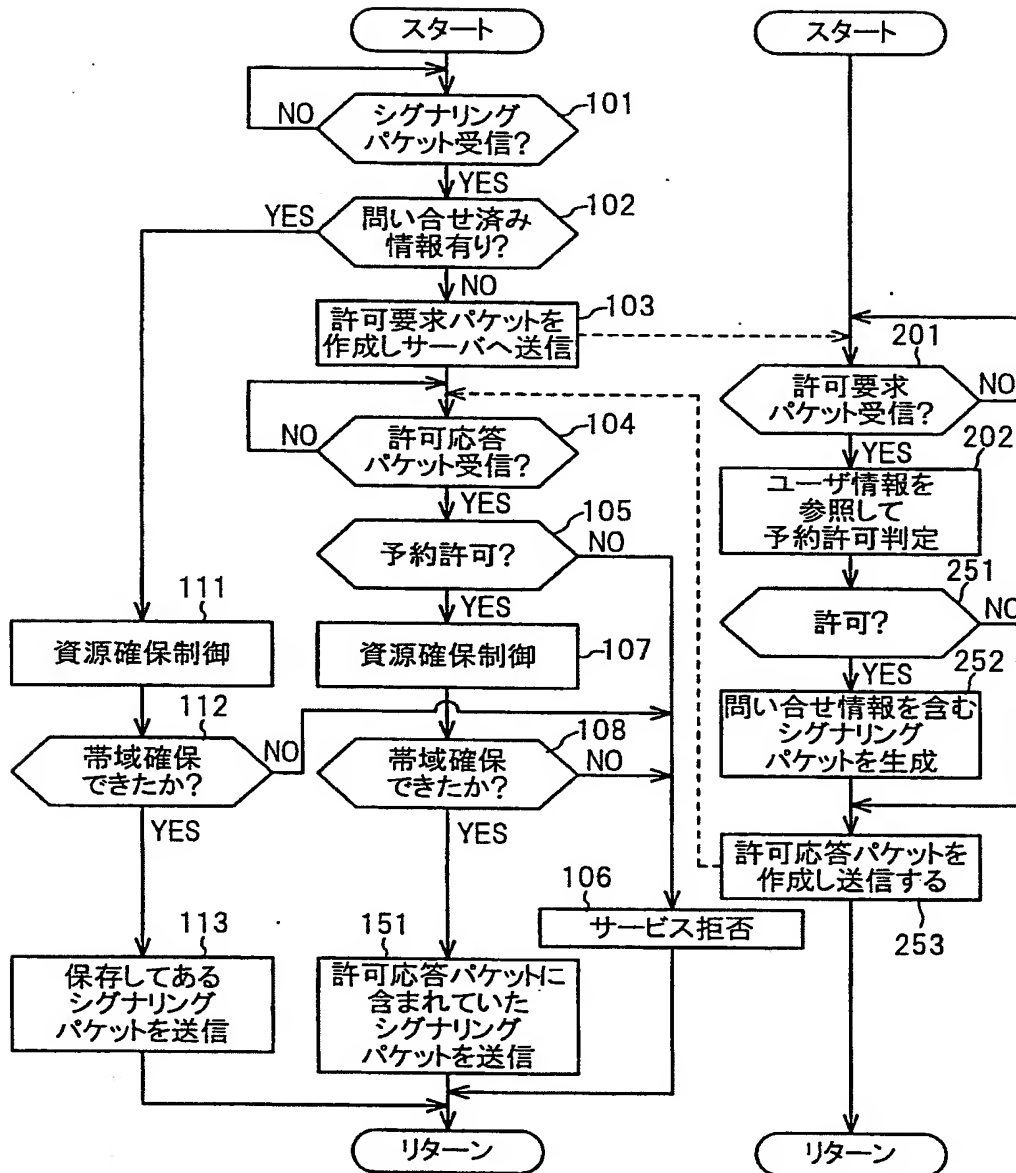 スタート
NO
シグナリング
パケット受信?
101
YES
YES
問い合せ済み
情報有り?
102
NO
許可要求パケットを
作成しサーバへ送信
103
NO
許可応答
パケット受信?
104
YES
予約許可?
105
NO
YES
111
資源確保制御
資源確保制御
107
112
帯域確保
できたか?
NO
帯域確保
できたか?
108
NO
YES
YES
106
サービス拒否
113
保存してある
シグナリング
パケットを送信
151
許可応答パケットに
含まれていた
シグナリング
パケットを送信
リターン
スタート
201
許可要求
パケット受信?
NO
YES
202
ユーザ情報を
参照して
予約許可判定
251
許可?
NO
YES
252
問い合せ情報を含む
シグナリング
パケットを生成
許可応答パケットを
作成し送信する
253
リターン